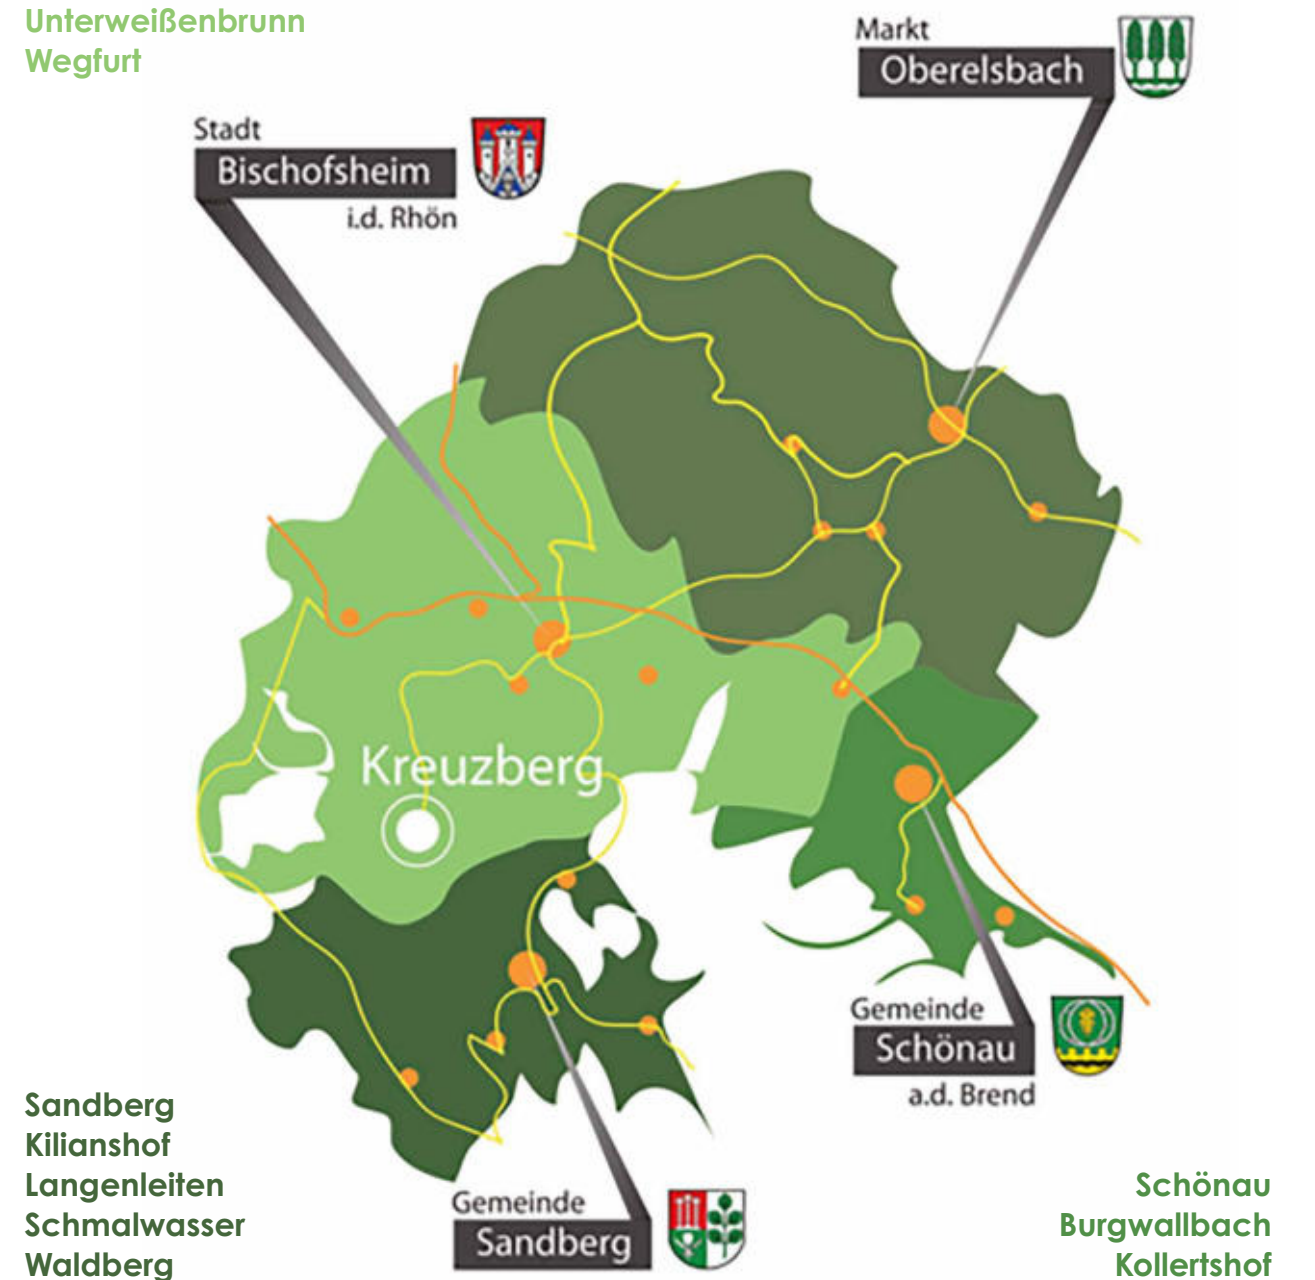 Unterweißenbrunn
Wegfurt
Markt
Oberelsbach
Stadt
Bischofsheim
i.d. Rhön
Kreuzberg
Gemeinde
Schönau
a.d. Brend
Sandberg
Kilianshof
Langenleiten
Schmalwasser
Waldberg
Gemeinde
Sandberg
Schönau
Burgwallbach
Kollertshof